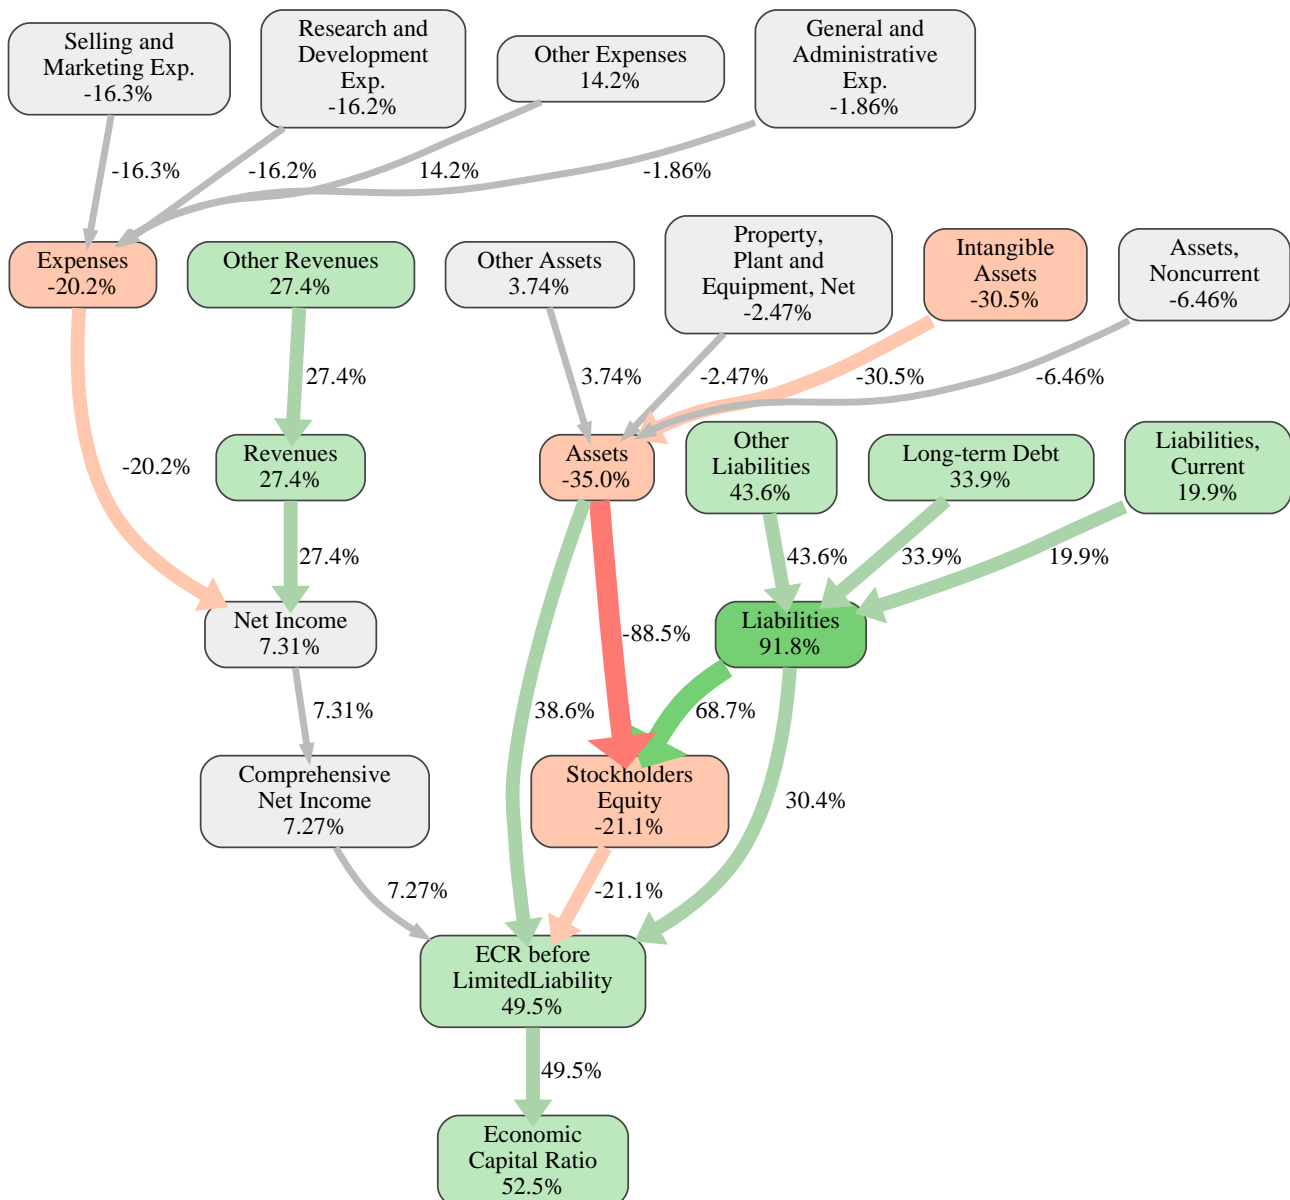 Selling and
Marketing Exp.
-16.3%
Research and
Development
Exp.
-16.2%
Other Expenses
14.2%
General and
Administrative
Exp.
-1.86%
-16.3%
-16.2%
14.2%
-1.86%
Expenses
-20.2%
Other Revenues
27.4%
Other Assets
3.74%
Property,
Plant and
Equipment, Net
-2.47%
Intangible
Assets
-30.5%
Assets,
Noncurrent
-6.46%
27.4%
3.74%
-2.47%
-30.5%
-6.46%
-20.2%
Revenues
27.4%
Assets
-35.0%
Other
Liabilities
43.6%
Long-term Debt
33.9%
Liabilities,
Current
19.9%
27.4%
43.6%
33.9%
19.9%
Net Income
7.31%
-88.5%
Liabilities
91.8%
7.31%
38.6%
68.7%
Comprehensive
Net Income
7.27%
Stockholders
Equity
-21.1%
30.4%
7.27%
-21.1%
ECR before
LimitedLiability
49.5%
49.5%
Economic
Capital Ratio
52.5%